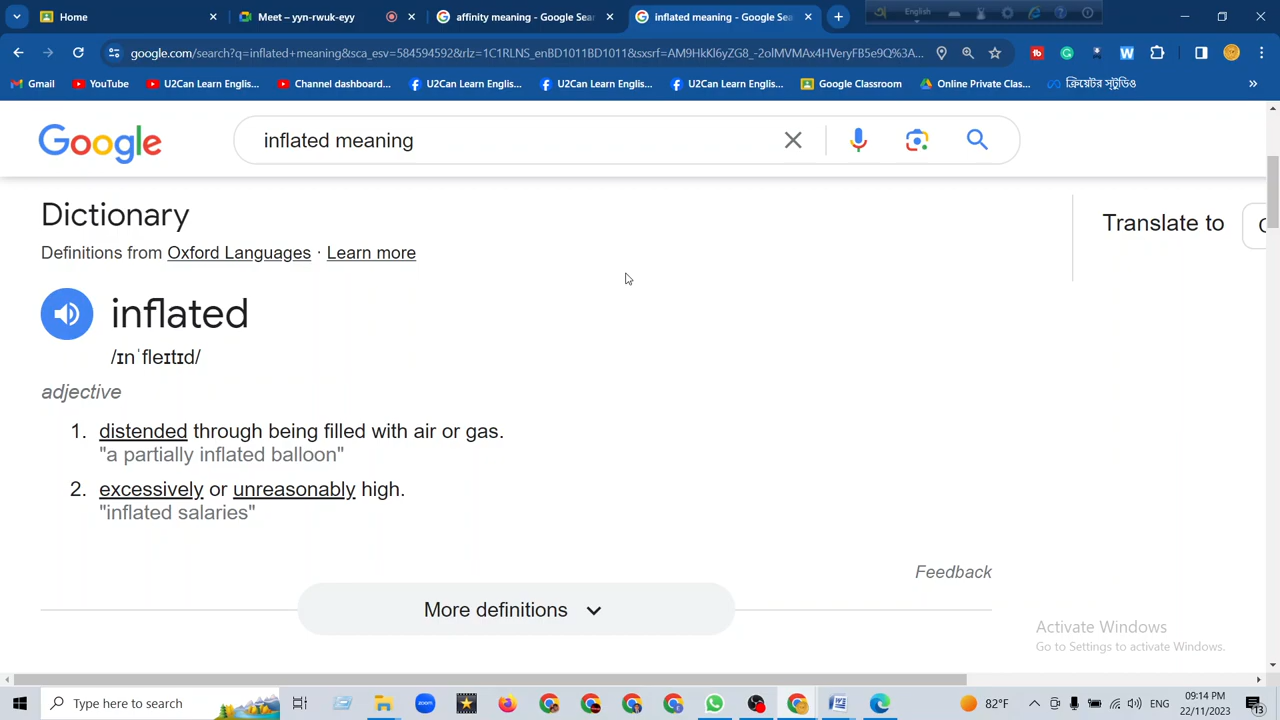 Home
Meet – yyn-rwuk-eyy
affinity meaning - Google Sea
inflated meaning - Google Sea
English
google.com/search?q=inflated+meaning&sca_esv=584594592&rlz=1C1RLNS_enBD1011BD1011&sxsrf=AM9HkKl6yZG8_-2olMVMAx4HVeryFB5e9Q%3A...
Gmail
YouTube
U2Can Learn Englis...
Channel dashboard...
U2Can Learn Englis...
U2Can Learn Englis...
U2Can Learn Englis...
Google Classroom
Online Private Clas...
ক্রিয়েটর স্টুডিও
»
Google
inflated meaning
Dictionary
Definitions from Oxford Languages · Learn more
Translate to
inflated
/ɪnˈfleɪtɪd/
adjective
1. distended through being filled with air or gas.
"a partially inflated balloon"
2. excessively or unreasonably high.
"inflated salaries"
Feedback
More definitions
Activate Windows
Go to Settings to activate Windows.
Type here to search
zoom
82°F
ENG
09:14 PM
22/11/2023
13